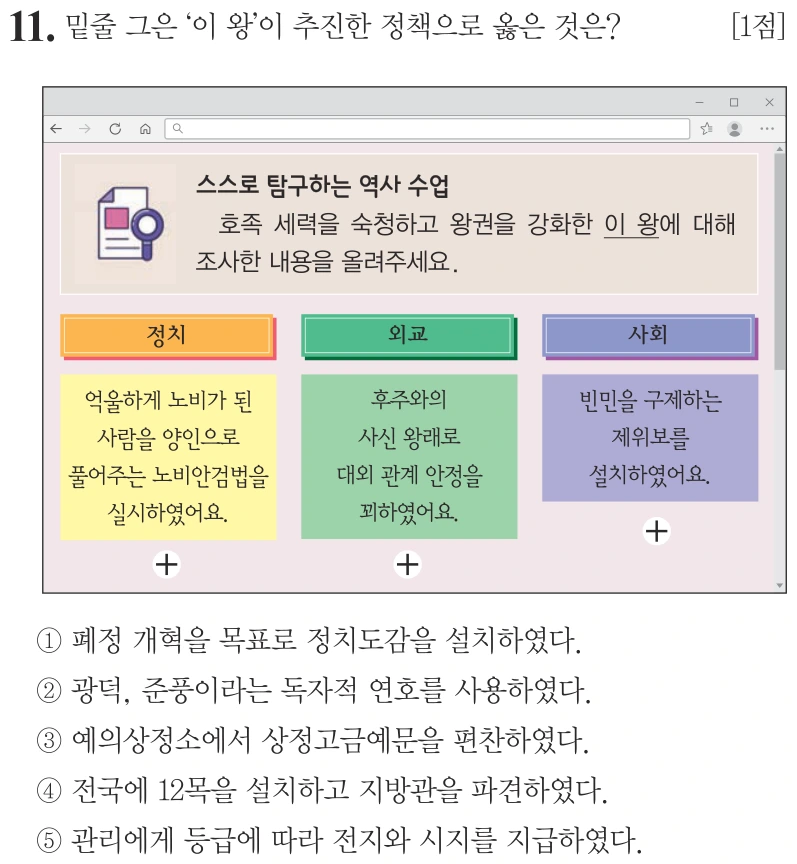 11. 밑줄 그은 ‘이 왕’이 추진한 정책으로 옳은 것은? [1점]
스스로 탐구하는 역사 수업
호족 세력을 숙청하고 왕권을 강화한 이 왕에 대해
조사한 내용을 올려주세요.
정치
억울하게 노비가 된
사람을 양인으로
풀어주는 노비안검법을
실시하였어요.
외교
후주와의
사신 왕래로
대외 관계 안정을
꾀하였어요.
사회
빈민을 구제하는
제위보를
설치하였어요.
① 폐정 개혁을 목표로 정치도감을 설치하였다.
② 광덕, 준풍이라는 독자적 연호를 사용하였다.
③ 예의상정소에서 상정고금예문을 편찬하였다.
④ 전국에 12목을 설치하고 지방관을 파견하였다.
⑤ 관리에게 등급에 따라 전지와 시지를 지급하였다.